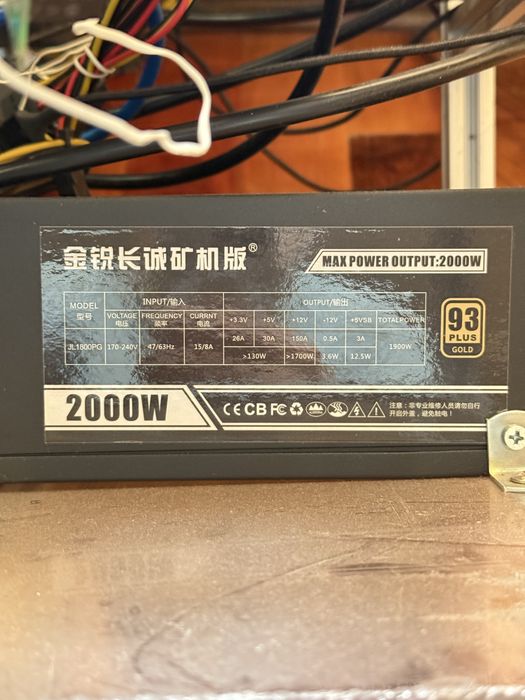 金锐长诚矿机版®
MAX POWER OUTPUT:2000W
MODEL 型号 INPUT/输入 OUTPUT/输出
VOLTAGE 电压 FREQUENCY 频率 CURRNT 电流 +3.3V +5V +12V -12V +5VSB TOTALPOWER
JL1800PG 170-240V 47/63Hz 15/8A 26A 30A 150A 0.5A 3A 1900W
>130W >1700W 3.6W 12.5W
93
PLUS
GOLD
2000W
CE CB FC
注意:非专业维修人员请勿自行
开启外盖,避免触电!